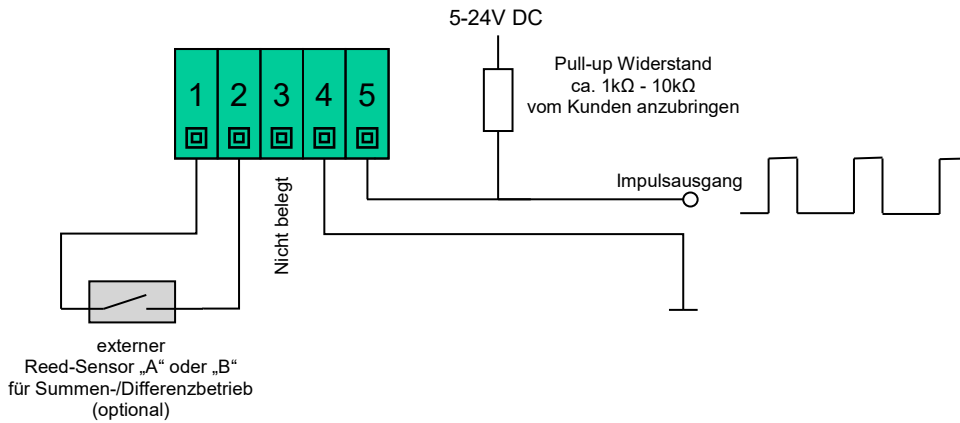 5-24V DC
Pull-up Widerstand
ca. 1kΩ - 10kΩ
vom Kunden anzubringen
1 2 3 4 5
Nicht belegt
Impulsausgang
externer
Reed-Sensor „A“ oder „B“
für Summen-/Differenzbetrieb
(optional)